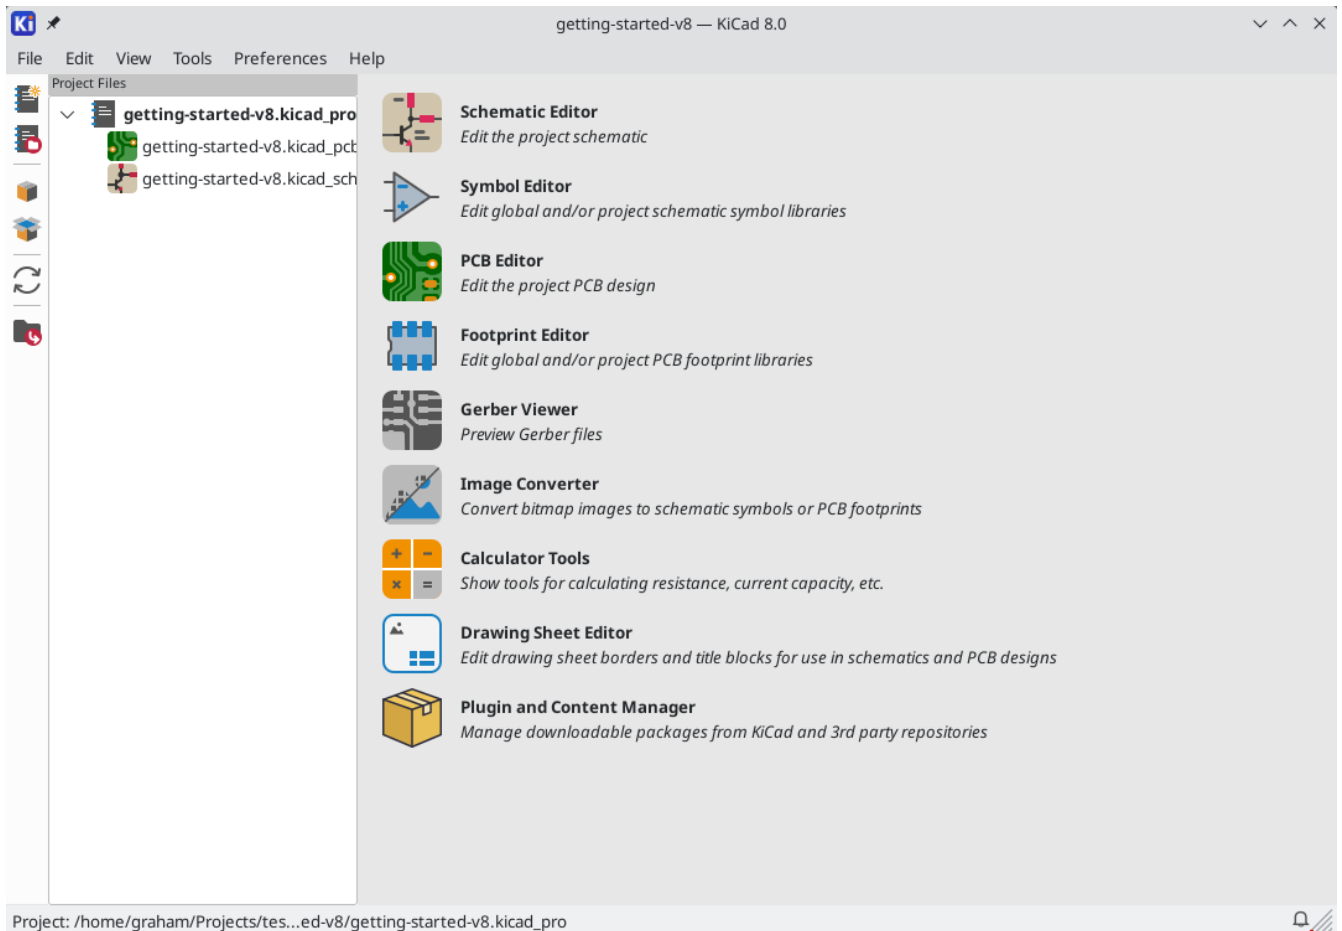 Ki
getting-started-v8 — KiCad 8.0
File Edit View Tools Preferences Help
Project Files
getting-started-v8.kicad_pro
getting-started-v8.kicad_pcb
getting-started-v8.kicad_sch
Schematic Editor
Edit the project schematic
Symbol Editor
Edit global and/or project schematic symbol libraries
PCB Editor
Edit the project PCB design
Footprint Editor
Edit global and/or project PCB footprint libraries
Gerber Viewer
Preview Gerber files
Image Converter
Convert bitmap images to schematic symbols or PCB footprints
Calculator Tools
Show tools for calculating resistance, current capacity, etc.
Drawing Sheet Editor
Edit drawing sheet borders and title blocks for use in schematics and PCB designs
Plugin and Content Manager
Manage downloadable packages from KiCad and 3rd party repositories
Project: /home/graham/Projects/tes...ed-v8/getting-started-v8.kicad_pro